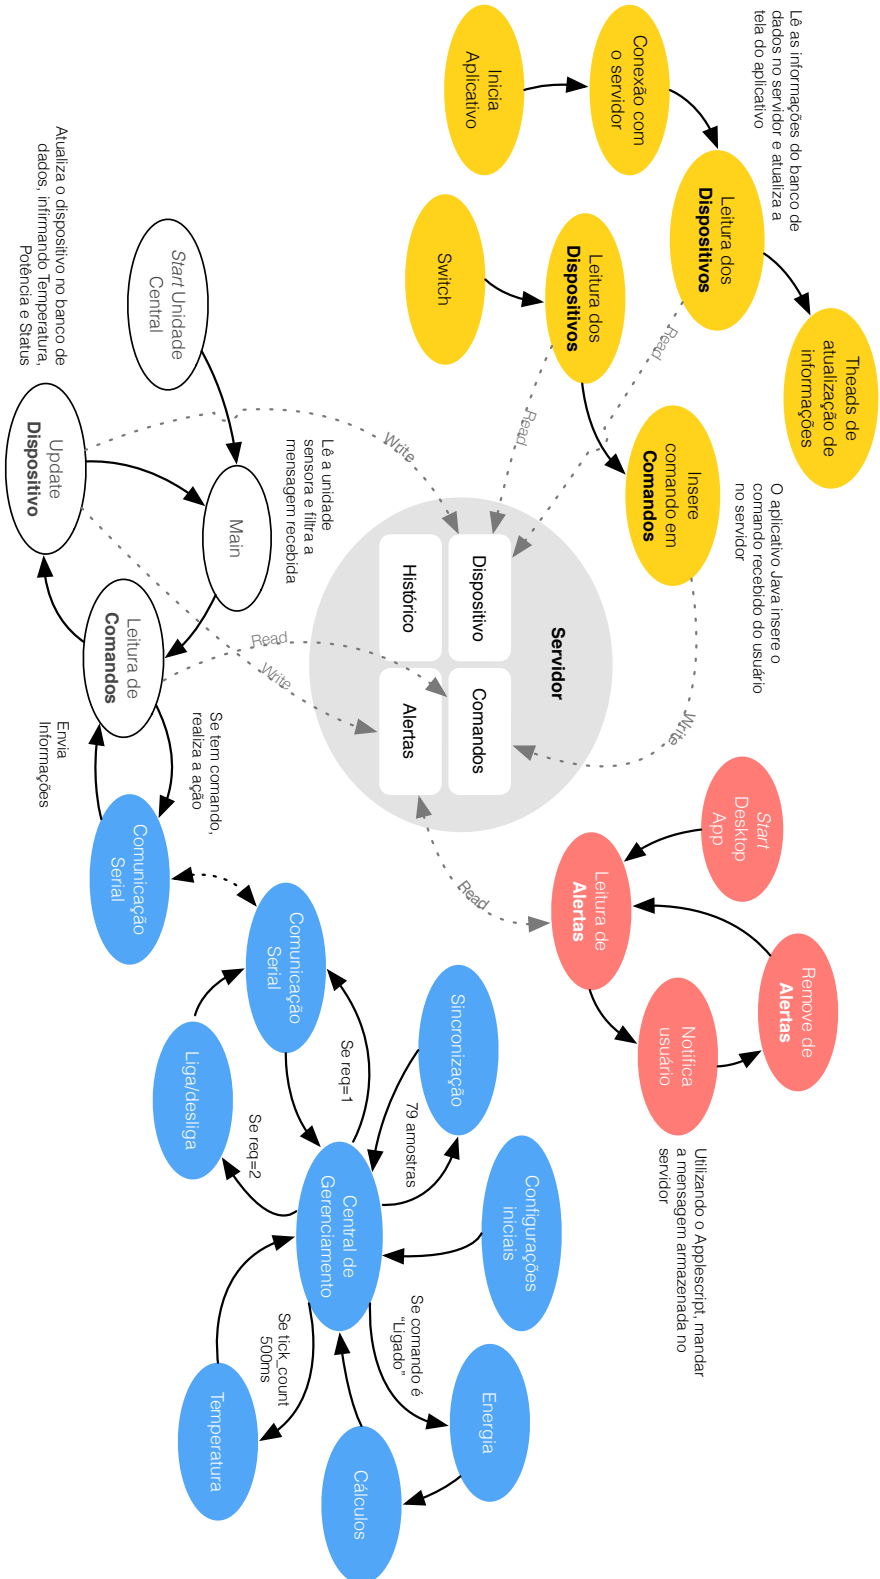 Lê as informações do banco de
dados no servidor e atualiza a
tela do aplicativo
Inicia
Aplicativo
Conexão com
o servidor
Leitura dos
Dispositivos
Theads de
atualização de
informações
Switch
Leitura dos
Dispositivos
Insere
comando em
Comandos
O aplicativo Java insere o
comando recebido do usuário
no servidor
Read
Read
Write
Start
Desktop
App
Leitura de
Alertas
Remove de
Alertas
Notifica
usuário
Utilizando o Applescript, mandar
a mensagem armazenada no
servidor
Read
Servidor
Dispositivo
Comandos
Histórico
Alertas
Write
Read
Write
Start Unidade
Central
Main
Lê a unidade
sensora e filtra a
mensagem recebida
Update
Dispositivo
Atualiza o dispositivo no banco de
dados, infirmando Temperatura,
Potência e Status
Leitura de
Comandos
Se tem comando,
realiza a ação
Envia
Informações
Comunicação
Serial
Comunicação
Serial
Sincronização
Configurações
iniciais
Energia
Cálculos
Temperatura
Liga/desliga
Central de
Gerenciamento
Se req=1
79 amostras
Se req=2
Se comando é
“Ligado”
Se tick_count
500ms